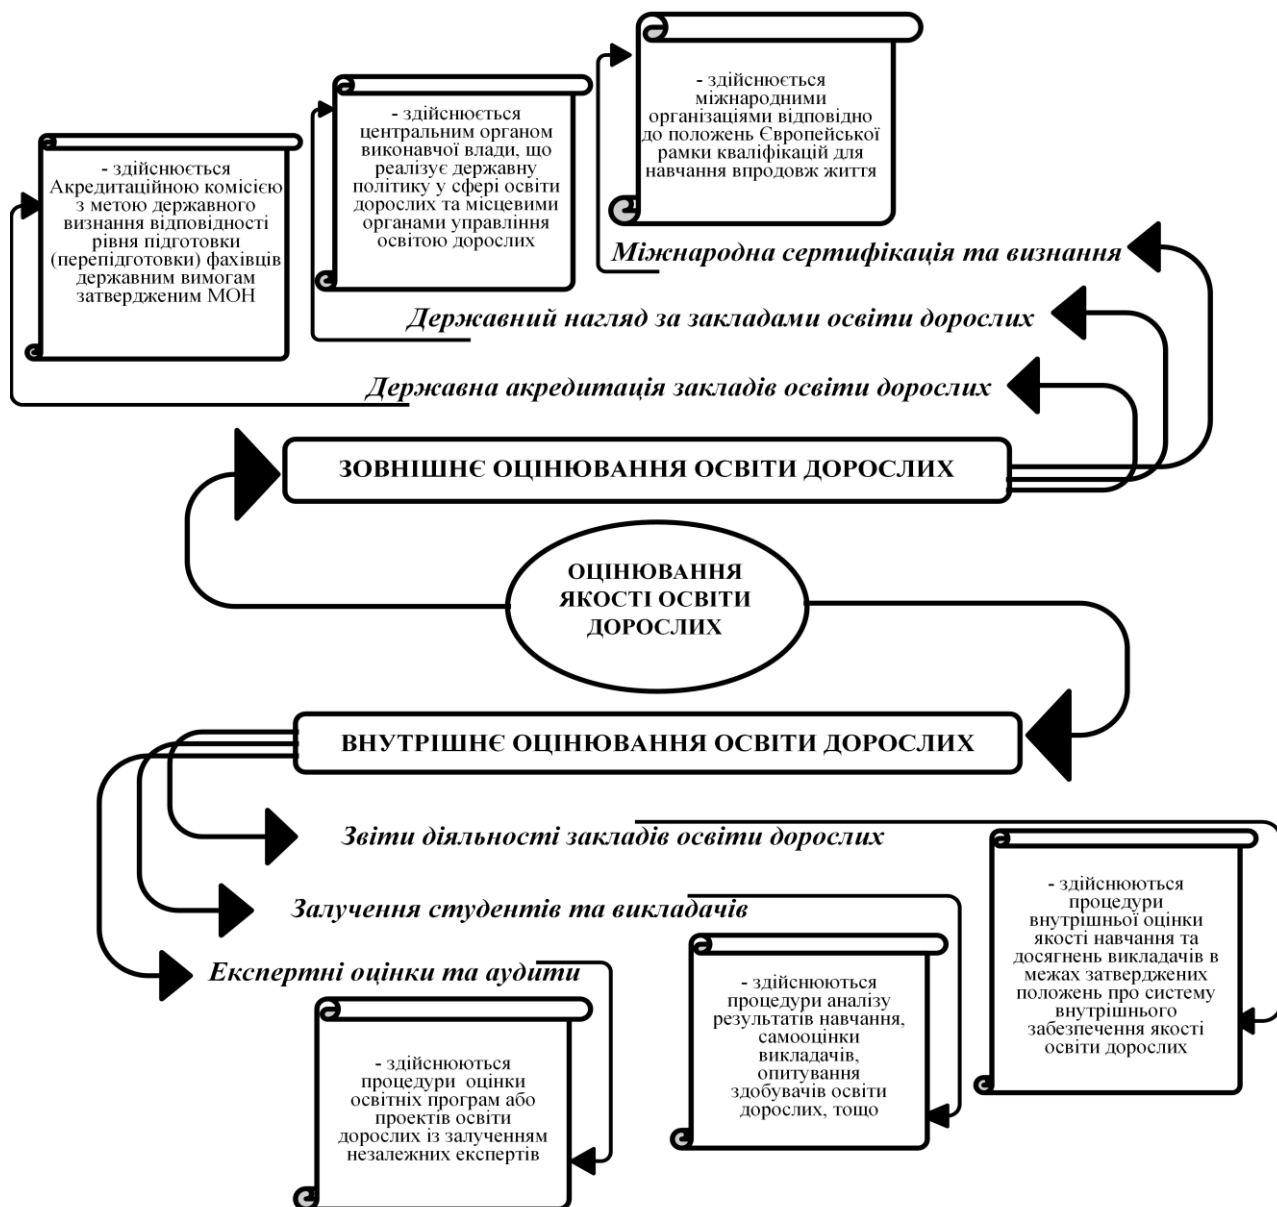 - здійснюється
міжнародними
організаціями відповідно
до положень Європейської
рамки кваліфікацій для
навчання впродовж життя
- здійснюється
центральним органом
виконавчої влади, що
реалізує державну
політику у сфері освіти
дорослих та місцевими
органами управління
освітою дорослих
- здійснюється
Акредитаційною комісією
з метою державного
визнання відповідності
рівня підготовки
(перепідготовки) фахівців
державним вимогам
затвердженим МОН
Міжнародна сертифікація та визнання
Державний нагляд за закладами освіти дорослих
Державна акредитація закладів освіти дорослих
ЗОВНІШНЄ ОЦІНЮВАННЯ ОСВІТИ ДОРОСЛИХ
ОЦІНЮВАННЯ
ЯКОСТІ ОСВІТИ
ДОРОСЛИХ
ВНУТРІШНЄ ОЦІНЮВАННЯ ОСВІТИ ДОРОСЛИХ
Звіти діяльності закладів освіти дорослих
Залучення студентів та викладачів
Експертні оцінки та аудити
- здійснюються
процедури
внутрішньої оцінки
якості навчання та
досягнень викладачів в
межах затверджених
положень про систему
внутрішнього
забезпечення якості
освіти дорослих
- здійснюються
процедури аналізу
результатів навчання,
самооцінки
викладачів,
опитування
здобувачів освіти
дорослих, тощо
- здійснюються
процедури оцінки
освітніх програм або
проектів освіти
дорослих із залученням
незалежних експертів